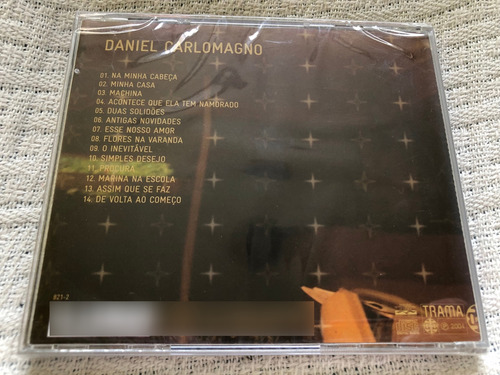 DANIEL CARLOMAGNO
01. NA MINHA CABEÇA
02. MINHA CASA
03. MACHINA
04. ACONTECE QUE ELA TEM NAMORADO
05. DUAS SOLIDÕES
06. ANTIGAS NOVIDADES
07. ESSE NOSSO AMOR
08. FLORES NA VARANDA
09. O INEVITÁVEL
10. SIMPLES DESEJO
11. PROCURA
12. MARINA NA ESCOLA
13. ASSIM QUE SE FAZ
14. DE VOLTA AO COMEÇO
821-2
TRAMA